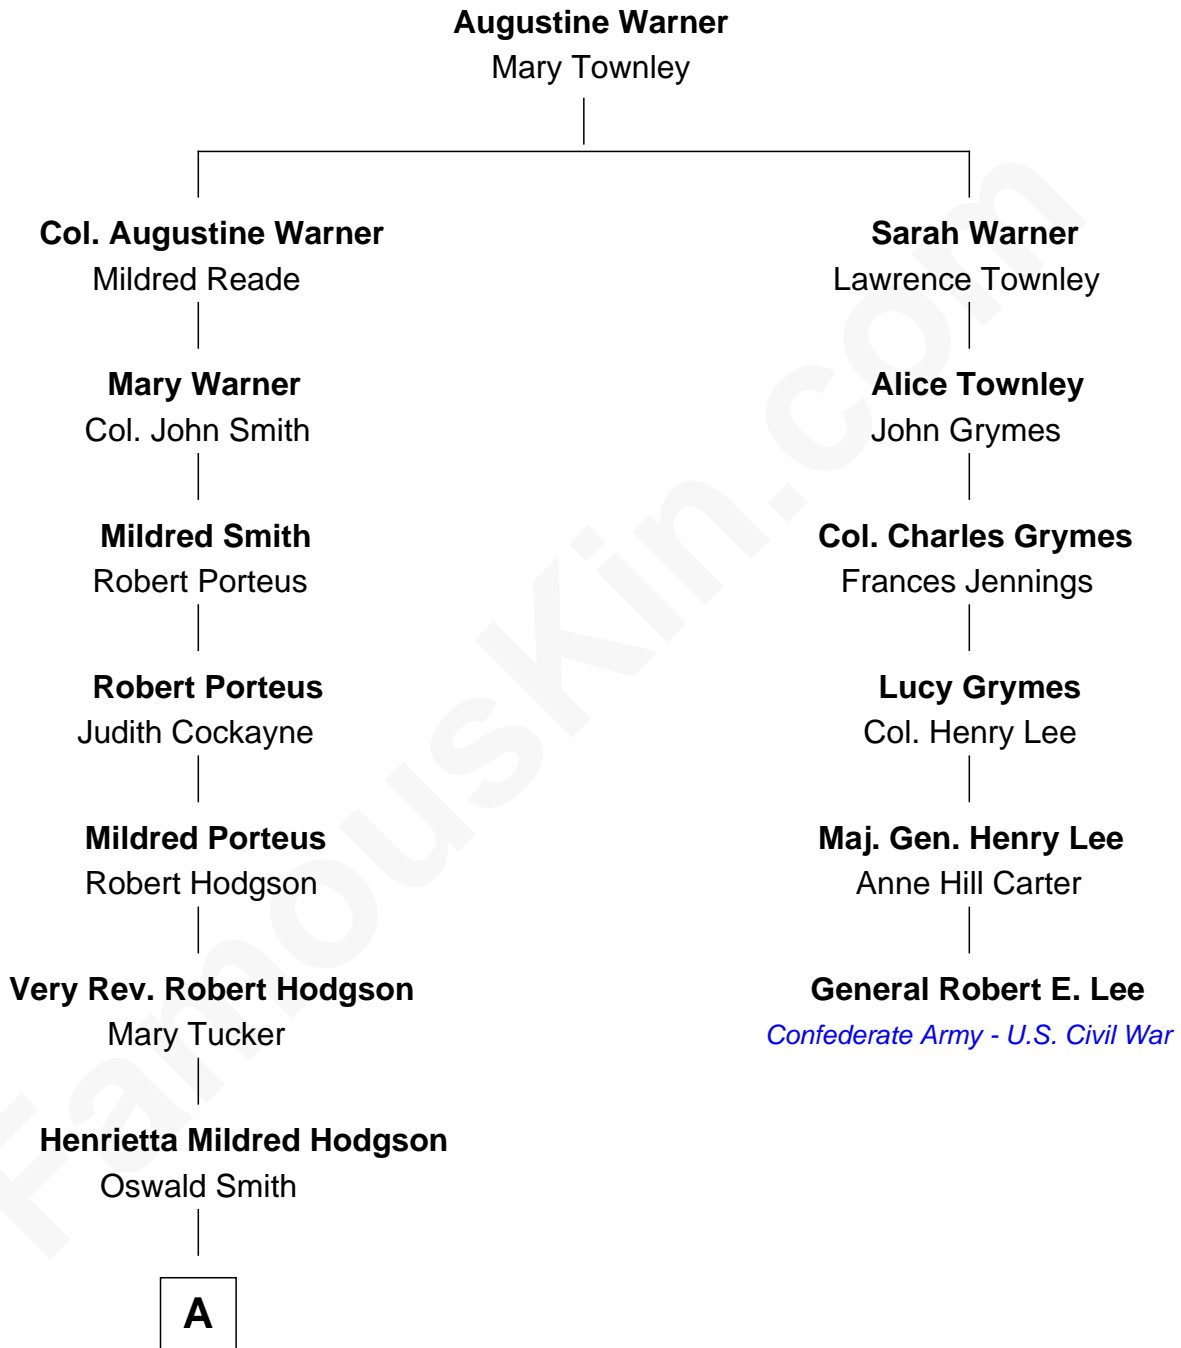 Augustine Warner
Mary Townley
Col. Augustine Warner
Mildred Reade
Sarah Warner
Lawrence Townley
Mary Warner
Col. John Smith
Alice Townley
John Grymes
Mildred Smith
Robert Porteus
Col. Charles Grymes
Frances Jennings
Robert Porteus
Judith Cockayne
Lucy Grymes
Col. Henry Lee
Mildred Porteus
Robert Hodgson
Maj. Gen. Henry Lee
Anne Hill Carter
Very Rev. Robert Hodgson
Mary Tucker
General Robert E. Lee
Confederate Army - U.S. Civil War
Henrietta Mildred Hodgson
Oswald Smith
A
FamousKin.com